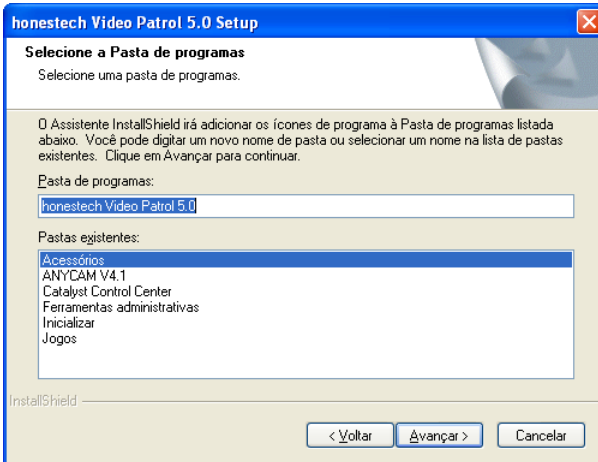 honestech Video Patrol 5.0 Setup
Selecione a Pasta de programas
Selecione uma pasta de programas.
O Assistente InstallShield irá adicionar os ícones de programa à Pasta de programas listada
abaixo. Você pode digitar um novo nome de pasta ou selecionar um nome na lista de pastas
existentes. Clique em Avançar para continuar.
Pasta de programas:
honestech Video Patrol 5.0
Pastas existentes:
Acessórios
ANYCAM V4.1
Catalyst Control Center
Ferramentas administrativas
Inicializar
Jogos
InstallShield
< Voltar
Avançar >
Cancelar